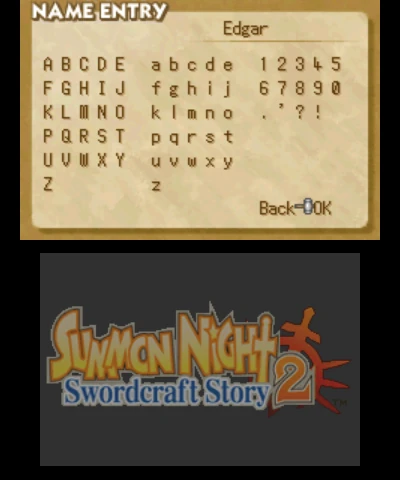 NAME ENTRY
Edgar
A B C D E a b c d e 1 2 3 4 5
F G H I J f g h i j 6 7 8 9 0
K L M N O k l m n o . ' ? !
P Q R S T p q r s t
U V W X Y u v w x y
Z z
Back OK
SUMMON NIGHT
Swordcraft Story 2
TM